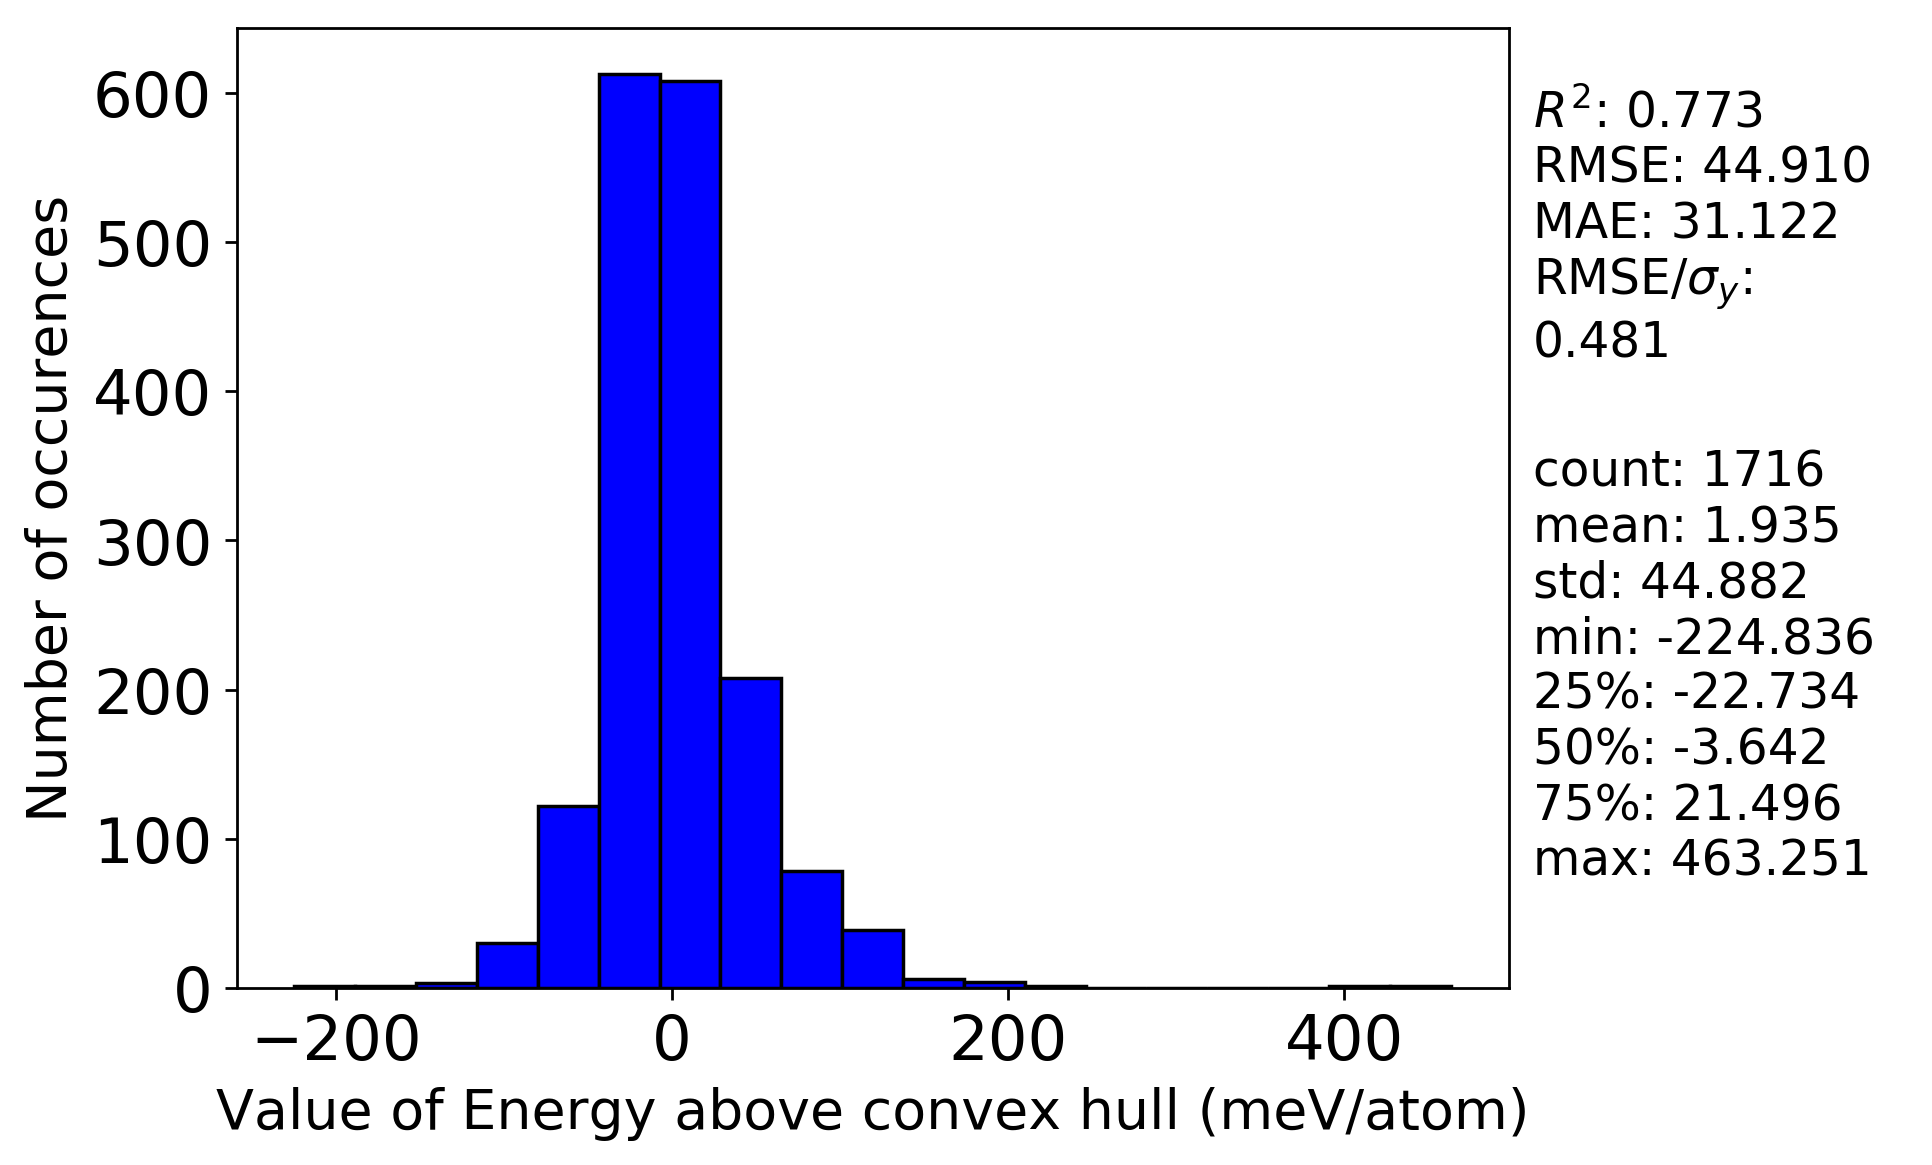 Number of occurences
600
500
400
300
200
100
0
−200
0
200
400
Value of Energy above convex hull (meV/atom)
R²: 0.773
RMSE: 44.910
MAE: 31.122
RMSE/σ_y:
0.481
count: 1716
mean: 1.935
std: 44.882
min: -224.836
25%: -22.734
50%: -3.642
75%: 21.496
max: 463.251